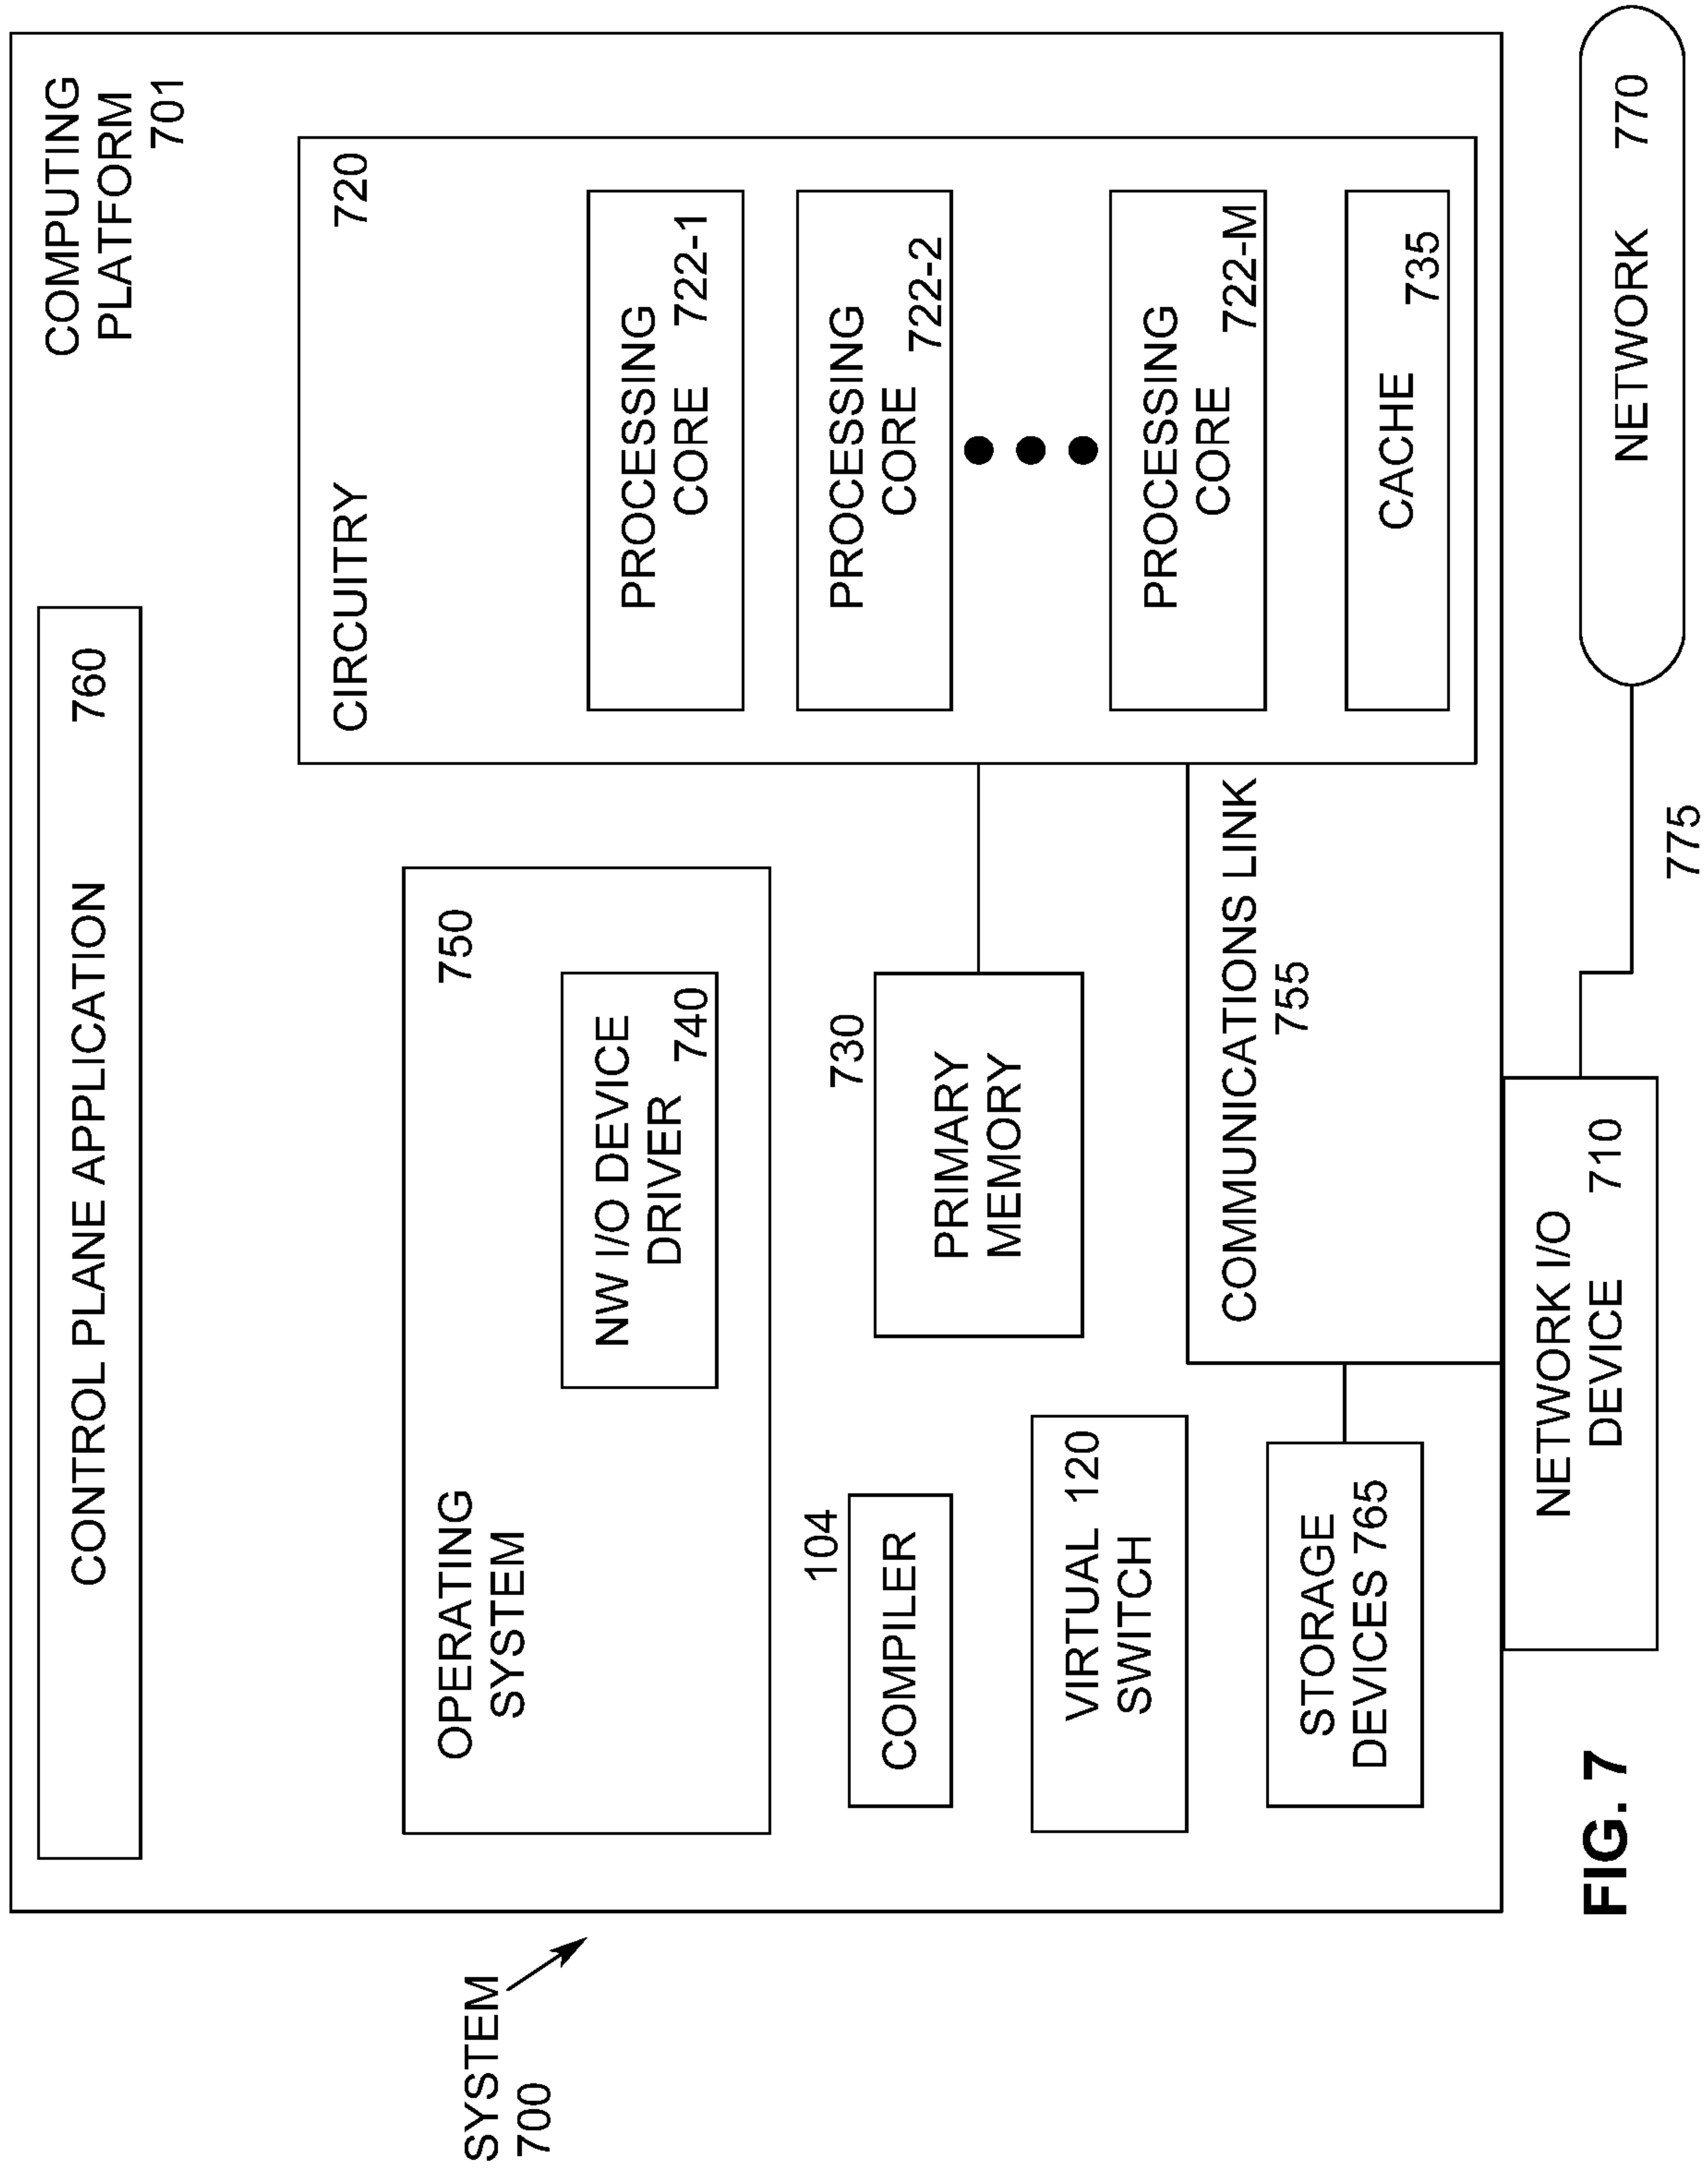 SYSTEM
700
CONTROL PLANE APPLICATION 760
COMPUTING
PLATFORM
701
OPERATING
SYSTEM
750
NW I/O DEVICE
DRIVER 740
CIRCUITRY 720
PROCESSING
CORE 722-1
PROCESSING
CORE 722-2
PROCESSING
CORE 722-M
CACHE 735
104
COMPILER
730
PRIMARY
MEMORY
VIRTUAL 120
SWITCH
STORAGE
DEVICES 765
COMMUNICATIONS LINK
755
NETWORK I/O
DEVICE 710
775
NETWORK 770
FIG. 7